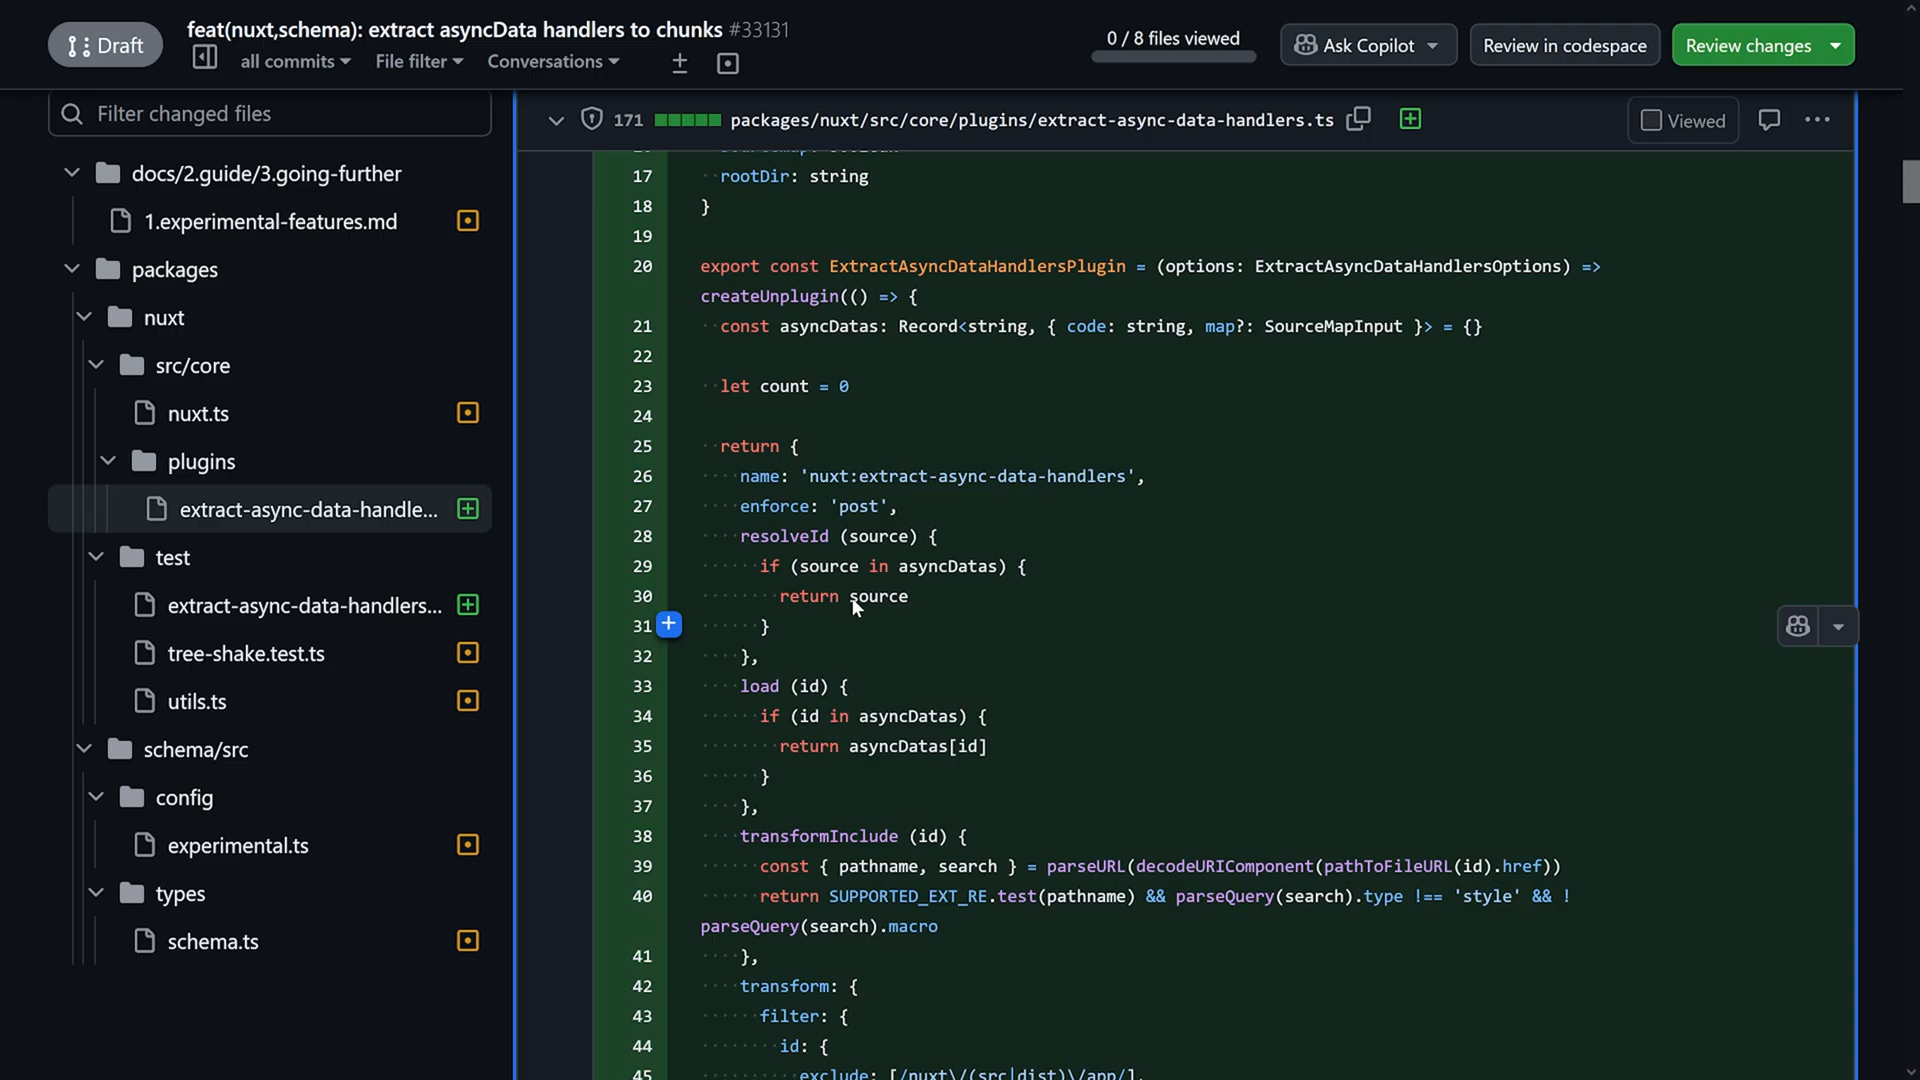 Draft
feat(nuxt,schema): extract asyncData handlers to chunks #33131
all commits
File filter
Conversations
0 / 8 files viewed
Ask Copilot
Review in codespace
Review changes
Filter changed files
docs/2.guide/3.going-further
1.experimental-features.md
packages
nuxt
src/core
nuxt.ts
plugins
extract-async-data-handle...
test
extract-async-data-handlers...
tree-shake.test.ts
utils.ts
schema/src
config
experimental.ts
types
schema.ts
171 packages/nuxt/src/core/plugins/extract-async-data-handlers.ts
Viewed
17 rootDir: string
18 }
19
20 export const ExtractAsyncDataHandlersPlugin = (options: ExtractAsyncDataHandlersOptions) =>
createUnplugin(() => {
21 const asyncDatas: Record<string, { code: string, map?: SourceMapInput }> = {}
22
23 let count = 0
24
25 return {
26 name: 'nuxt:extract-async-data-handlers',
27 enforce: 'post',
28 resolveId (source) {
29 if (source in asyncDatas) {
30 return source
31 }
32 },
33 load (id) {
34 if (id in asyncDatas) {
35 return asyncDatas[id]
36 }
37 },
38 transformInclude (id) {
39 const { pathname, search } = parseURL(decodeURIComponent(pathToFileURL(id).href))
40 return SUPPORTED_EXT_RE.test(pathname) && parseQuery(search).type !== 'style' && !
parseQuery(search).macro
41 },
42 transform: {
43 filter: {
44 id: {
45 exclude: [/nuxt\/(src|dist)\/app/],